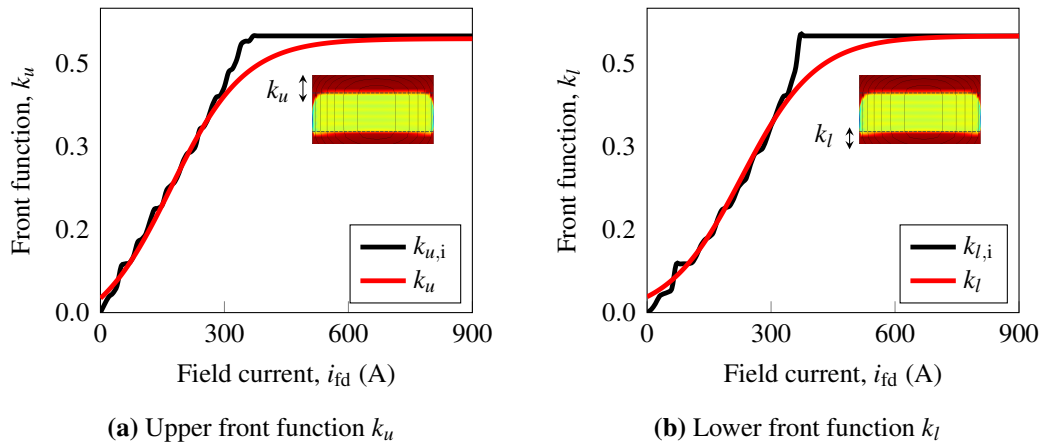 0.5
0.3
0.2
0.0
Front function, k_u
k_u
k_{u,i}
k_u
0
300
600
900
Field current, i_fd (A)
(a) Upper front function k_u
0.5
0.3
0.2
0.0
Front function, k_l
k_l
k_{l,i}
k_l
0
300
600
900
Field current, i_fd (A)
(b) Lower front function k_l